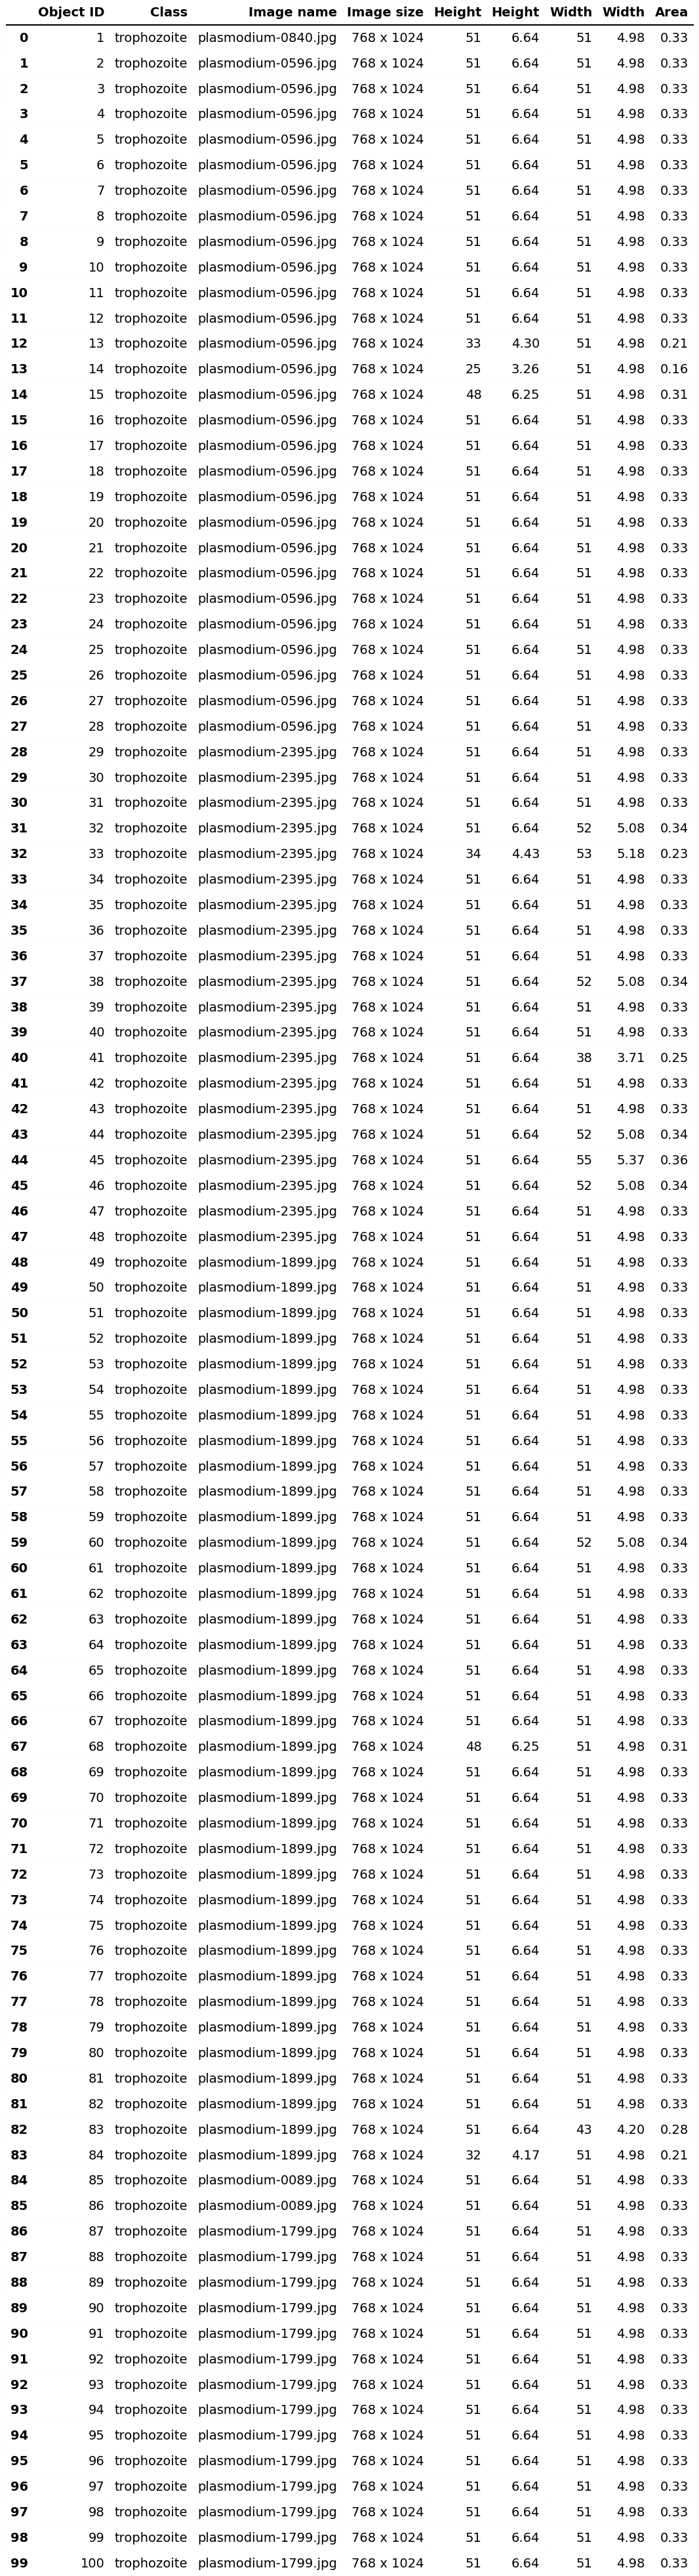 Object ID Class Image name Image size Height Height Width Width Area
0 1 trophozoite plasmodium-0840.jpg 768 x 1024 51 6.64 51 4.98 0.33
1 2 trophozoite plasmodium-0596.jpg 768 x 1024 51 6.64 51 4.98 0.33
2 3 trophozoite plasmodium-0596.jpg 768 x 1024 51 6.64 51 4.98 0.33
3 4 trophozoite plasmodium-0596.jpg 768 x 1024 51 6.64 51 4.98 0.33
4 5 trophozoite plasmodium-0596.jpg 768 x 1024 51 6.64 51 4.98 0.33
5 6 trophozoite plasmodium-0596.jpg 768 x 1024 51 6.64 51 4.98 0.33
6 7 trophozoite plasmodium-0596.jpg 768 x 1024 51 6.64 51 4.98 0.33
7 8 trophozoite plasmodium-0596.jpg 768 x 1024 51 6.64 51 4.98 0.33
8 9 trophozoite plasmodium-0596.jpg 768 x 1024 51 6.64 51 4.98 0.33
9 10 trophozoite plasmodium-0596.jpg 768 x 1024 51 6.64 51 4.98 0.33
10 11 trophozoite plasmodium-0596.jpg 768 x 1024 51 6.64 51 4.98 0.33
11 12 trophozoite plasmodium-0596.jpg 768 x 1024 51 6.64 51 4.98 0.33
12 13 trophozoite plasmodium-0596.jpg 768 x 1024 33 4.30 51 4.98 0.21
13 14 trophozoite plasmodium-0596.jpg 768 x 1024 25 3.26 51 4.98 0.16
14 15 trophozoite plasmodium-0596.jpg 768 x 1024 48 6.25 51 4.98 0.31
15 16 trophozoite plasmodium-0596.jpg 768 x 1024 51 6.64 51 4.98 0.33
16 17 trophozoite plasmodium-0596.jpg 768 x 1024 51 6.64 51 4.98 0.33
17 18 trophozoite plasmodium-0596.jpg 768 x 1024 51 6.64 51 4.98 0.33
18 19 trophozoite plasmodium-0596.jpg 768 x 1024 51 6.64 51 4.98 0.33
19 20 trophozoite plasmodium-0596.jpg 768 x 1024 51 6.64 51 4.98 0.33
20 21 trophozoite plasmodium-0596.jpg 768 x 1024 51 6.64 51 4.98 0.33
21 22 trophozoite plasmodium-0596.jpg 768 x 1024 51 6.64 51 4.98 0.33
22 23 trophozoite plasmodium-0596.jpg 768 x 1024 51 6.64 51 4.98 0.33
23 24 trophozoite plasmodium-0596.jpg 768 x 1024 51 6.64 51 4.98 0.33
24 25 trophozoite plasmodium-0596.jpg 768 x 1024 51 6.64 51 4.98 0.33
25 26 trophozoite plasmodium-0596.jpg 768 x 1024 51 6.64 51 4.98 0.33
26 27 trophozoite plasmodium-0596.jpg 768 x 1024 51 6.64 51 4.98 0.33
27 28 trophozoite plasmodium-0596.jpg 768 x 1024 51 6.64 51 4.98 0.33
28 29 trophozoite plasmodium-2395.jpg 768 x 1024 51 6.64 51 4.98 0.33
29 30 trophozoite plasmodium-2395.jpg 768 x 1024 51 6.64 51 4.98 0.33
30 31 trophozoite plasmodium-2395.jpg 768 x 1024 51 6.64 51 4.98 0.33
31 32 trophozoite plasmodium-2395.jpg 768 x 1024 51 6.64 52 5.08 0.34
32 33 trophozoite plasmodium-2395.jpg 768 x 1024 34 4.43 53 5.18 0.23
33 34 trophozoite plasmodium-2395.jpg 768 x 1024 51 6.64 51 4.98 0.33
34 35 trophozoite plasmodium-2395.jpg 768 x 1024 51 6.64 51 4.98 0.33
35 36 trophozoite plasmodium-2395.jpg 768 x 1024 51 6.64 51 4.98 0.33
36 37 trophozoite plasmodium-2395.jpg 768 x 1024 51 6.64 51 4.98 0.33
37 38 trophozoite plasmodium-2395.jpg 768 x 1024 51 6.64 52 5.08 0.34
38 39 trophozoite plasmodium-2395.jpg 768 x 1024 51 6.64 51 4.98 0.33
39 40 trophozoite plasmodium-2395.jpg 768 x 1024 51 6.64 51 4.98 0.33
40 41 trophozoite plasmodium-2395.jpg 768 x 1024 51 6.64 38 3.71 0.25
41 42 trophozoite plasmodium-2395.jpg 768 x 1024 51 6.64 51 4.98 0.33
42 43 trophozoite plasmodium-2395.jpg 768 x 1024 51 6.64 51 4.98 0.33
43 44 trophozoite plasmodium-2395.jpg 768 x 1024 51 6.64 52 5.08 0.34
44 45 trophozoite plasmodium-2395.jpg 768 x 1024 51 6.64 55 5.37 0.36
45 46 trophozoite plasmodium-2395.jpg 768 x 1024 51 6.64 52 5.08 0.34
46 47 trophozoite plasmodium-2395.jpg 768 x 1024 51 6.64 51 4.98 0.33
47 48 trophozoite plasmodium-2395.jpg 768 x 1024 51 6.64 51 4.98 0.33
48 49 trophozoite plasmodium-1899.jpg 768 x 1024 51 6.64 51 4.98 0.33
49 50 trophozoite plasmodium-1899.jpg 768 x 1024 51 6.64 51 4.98 0.33
50 51 trophozoite plasmodium-1899.jpg 768 x 1024 51 6.64 51 4.98 0.33
51 52 trophozoite plasmodium-1899.jpg 768 x 1024 51 6.64 51 4.98 0.33
52 53 trophozoite plasmodium-1899.jpg 768 x 1024 51 6.64 51 4.98 0.33
53 54 trophozoite plasmodium-1899.jpg 768 x 1024 51 6.64 51 4.98 0.33
54 55 trophozoite plasmodium-1899.jpg 768 x 1024 51 6.64 51 4.98 0.33
55 56 trophozoite plasmodium-1899.jpg 768 x 1024 51 6.64 51 4.98 0.33
56 57 trophozoite plasmodium-1899.jpg 768 x 1024 51 6.64 51 4.98 0.33
57 58 trophozoite plasmodium-1899.jpg 768 x 1024 51 6.64 51 4.98 0.33
58 59 trophozoite plasmodium-1899.jpg 768 x 1024 51 6.64 51 4.98 0.33
59 60 trophozoite plasmodium-1899.jpg 768 x 1024 51 6.64 52 5.08 0.34
60 61 trophozoite plasmodium-1899.jpg 768 x 1024 51 6.64 51 4.98 0.33
61 62 trophozoite plasmodium-1899.jpg 768 x 1024 51 6.64 51 4.98 0.33
62 63 trophozoite plasmodium-1899.jpg 768 x 1024 51 6.64 51 4.98 0.33
63 64 trophozoite plasmodium-1899.jpg 768 x 1024 51 6.64 51 4.98 0.33
64 65 trophozoite plasmodium-1899.jpg 768 x 1024 51 6.64 51 4.98 0.33
65 66 trophozoite plasmodium-1899.jpg 768 x 1024 51 6.64 51 4.98 0.33
66 67 trophozoite plasmodium-1899.jpg 768 x 1024 51 6.64 51 4.98 0.33
67 68 trophozoite plasmodium-1899.jpg 768 x 1024 48 6.25 51 4.98 0.31
68 69 trophozoite plasmodium-1899.jpg 768 x 1024 51 6.64 51 4.98 0.33
69 70 trophozoite plasmodium-1899.jpg 768 x 1024 51 6.64 51 4.98 0.33
70 71 trophozoite plasmodium-1899.jpg 768 x 1024 51 6.64 51 4.98 0.33
71 72 trophozoite plasmodium-1899.jpg 768 x 1024 51 6.64 51 4.98 0.33
72 73 trophozoite plasmodium-1899.jpg 768 x 1024 51 6.64 51 4.98 0.33
73 74 trophozoite plasmodium-1899.jpg 768 x 1024 51 6.64 51 4.98 0.33
74 75 trophozoite plasmodium-1899.jpg 768 x 1024 51 6.64 51 4.98 0.33
75 76 trophozoite plasmodium-1899.jpg 768 x 1024 51 6.64 51 4.98 0.33
76 77 trophozoite plasmodium-1899.jpg 768 x 1024 51 6.64 51 4.98 0.33
77 78 trophozoite plasmodium-1899.jpg 768 x 1024 51 6.64 51 4.98 0.33
78 79 trophozoite plasmodium-1899.jpg 768 x 1024 51 6.64 51 4.98 0.33
79 80 trophozoite plasmodium-1899.jpg 768 x 1024 51 6.64 51 4.98 0.33
80 81 trophozoite plasmodium-1899.jpg 768 x 1024 51 6.64 51 4.98 0.33
81 82 trophozoite plasmodium-1899.jpg 768 x 1024 51 6.64 51 4.98 0.33
82 83 trophozoite plasmodium-1899.jpg 768 x 1024 51 6.64 43 4.20 0.28
83 84 trophozoite plasmodium-1899.jpg 768 x 1024 32 4.17 51 4.98 0.21
84 85 trophozoite plasmodium-0089.jpg 768 x 1024 51 6.64 51 4.98 0.33
85 86 trophozoite plasmodium-0089.jpg 768 x 1024 51 6.64 51 4.98 0.33
86 87 trophozoite plasmodium-1799.jpg 768 x 1024 51 6.64 51 4.98 0.33
87 88 trophozoite plasmodium-1799.jpg 768 x 1024 51 6.64 51 4.98 0.33
88 89 trophozoite plasmodium-1799.jpg 768 x 1024 51 6.64 51 4.98 0.33
89 90 trophozoite plasmodium-1799.jpg 768 x 1024 51 6.64 51 4.98 0.33
90 91 trophozoite plasmodium-1799.jpg 768 x 1024 51 6.64 51 4.98 0.33
91 92 trophozoite plasmodium-1799.jpg 768 x 1024 51 6.64 51 4.98 0.33
92 93 trophozoite plasmodium-1799.jpg 768 x 1024 51 6.64 51 4.98 0.33
93 94 trophozoite plasmodium-1799.jpg 768 x 1024 51 6.64 51 4.98 0.33
94 95 trophozoite plasmodium-1799.jpg 768 x 1024 51 6.64 51 4.98 0.33
95 96 trophozoite plasmodium-1799.jpg 768 x 1024 51 6.64 51 4.98 0.33
96 97 trophozoite plasmodium-1799.jpg 768 x 1024 51 6.64 51 4.98 0.33
97 98 trophozoite plasmodium-1799.jpg 768 x 1024 51 6.64 51 4.98 0.33
98 99 trophozoite plasmodium-1799.jpg 768 x 1024 51 6.64 51 4.98 0.33
99 100 trophozoite plasmodium-1799.jpg 768 x 1024 51 6.64 51 4.98 0.33